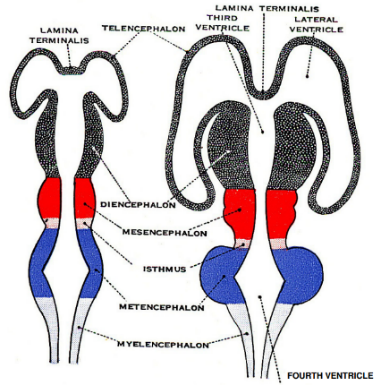 LAMINA TERMINALIS
THIRD
VENTRICLE
LATERAL
VENTRICLE
LAMINA
TERMINALIS
TELENCEPHALON
DIENCEPHALON
MESENCEPHALON
ISTHMUS
METENCEPHALON
MYELENCEPHALON
FOURTH VENTRICLE